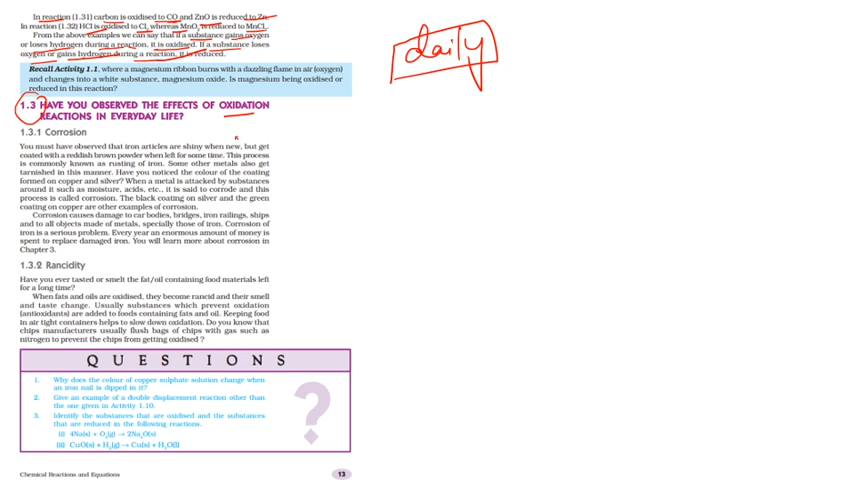 In reaction (1.31) carbon is oxidised to CO and ZnO is reduced to Zn.
In reaction (1.32) HCl is oxidised to Cl₂ whereas MnO₂ is reduced to MnCl₂.
From the above examples we can say that if a substance gains oxygen
or loses hydrogen during a reaction, it is oxidised. If a substance loses
oxygen or gains hydrogen during a reaction, it is reduced.
Recall Activity 1.1, where a magnesium ribbon burns with a dazzling flame in air (oxygen)
and changes into a white substance, magnesium oxide. Is magnesium being oxidised or
reduced in this reaction?
1.3 HAVE YOU OBSERVED THE EFFECTS OF OXIDATION
REACTIONS IN EVERYDAY LIFE?
1.3.1 Corrosion
You must have observed that iron articles are shiny when new, but get
coated with a reddish brown powder when left for some time. This process
is commonly known as rusting of iron. Some other metals also get
tarnished in this manner. Have you noticed the colour of the coating
formed on copper and silver? When a metal is attacked by substances
around it such as moisture, acids, etc., it is said to corrode and this
process is called corrosion. The black coating on silver and the green
coating on copper are other examples of corrosion.
Corrosion causes damage to car bodies, bridges, iron railings, ships
and to all objects made of metals, specially those of iron. Corrosion of
iron is a serious problem. Every year an enormous amount of money is
spent to replace damaged iron. You will learn more about corrosion in
Chapter 3.
1.3.2 Rancidity
Have you ever tasted or smelt the fat/oil containing food materials left
for a long time?
When fats and oils are oxidised, they become rancid and their smell
and taste change. Usually substances which prevent oxidation
(antioxidants) are added to foods containing fats and oil. Keeping food
in air tight containers helps to slow down oxidation. Do you know that
chips manufacturers usually flush bags of chips with gas such as
nitrogen to prevent the chips from getting oxidised ?
QUESTIONS
1. Why does the colour of copper sulphate solution change when
an iron nail is dipped in it?
2. Give an example of a double displacement reaction other than
the one given in Activity 1.10.
3. Identify the substances that are oxidised and the substances
that are reduced in the following reactions.
(i) 4Na(s) + O₂(g) → 2Na₂O(s)
(ii) CuO(s) + H₂(g) → Cu(s) + H₂O(l)
?
Chemical Reactions and Equations
13
daily